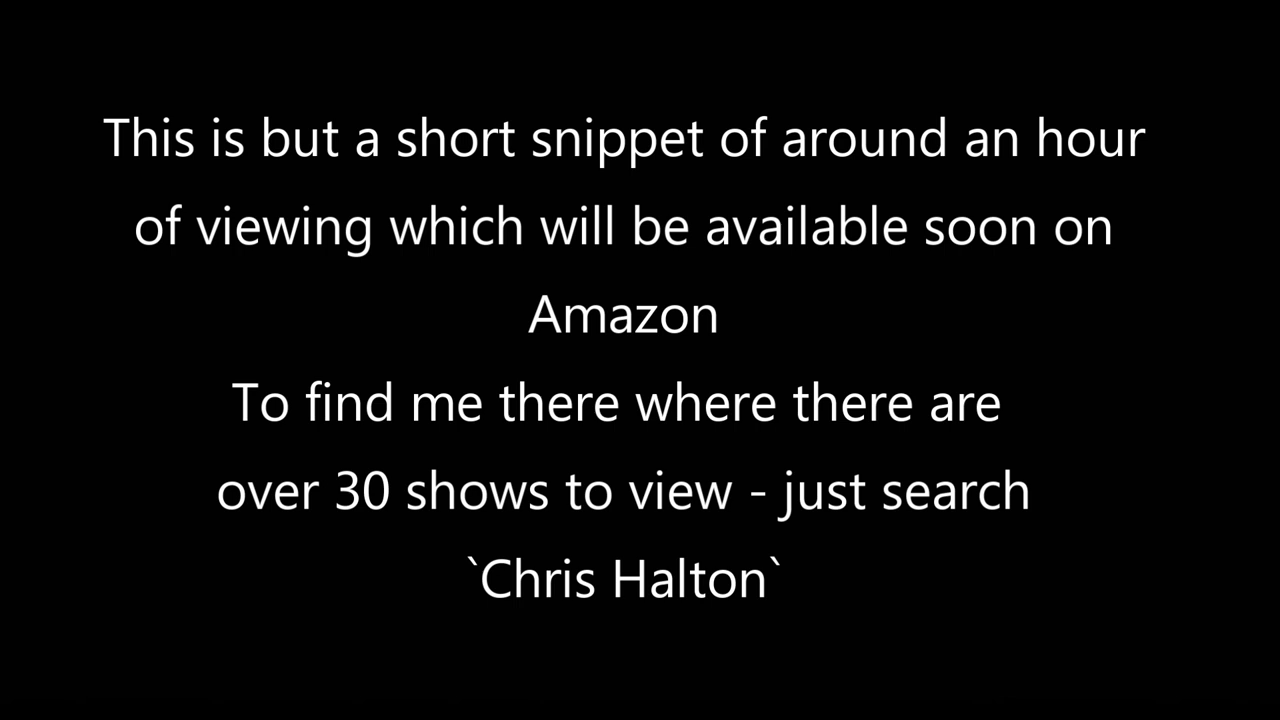 This is but a short snippet of around an hour
of viewing which will be available soon on
Amazon
To find me there where there are
over 30 shows to view - just search
`Chris Halton`